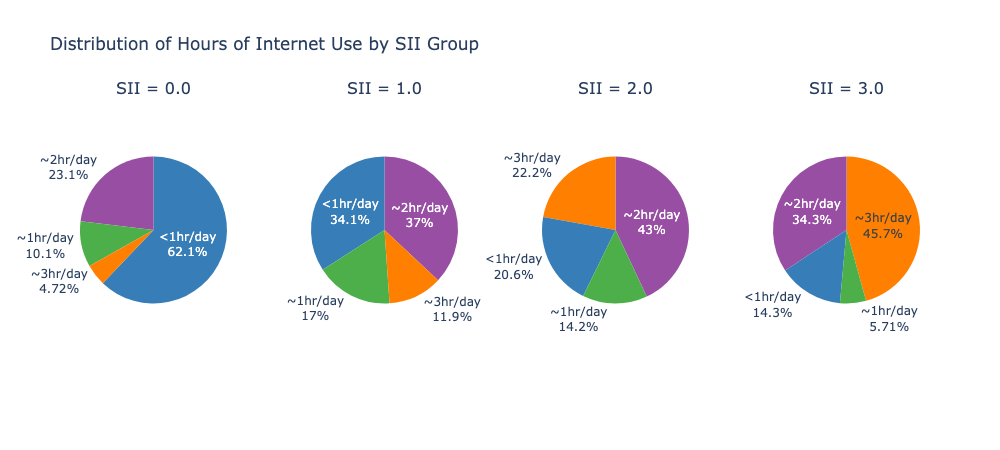 Distribution of Hours of Internet Use by SII Group
SII = 0.0
SII = 1.0
SII = 2.0
SII = 3.0
~2hr/day
23.1%
~1hr/day
10.1%
~3hr/day
4.72%
<1hr/day
62.1%
<1hr/day
34.1%
~2hr/day
37%
~1hr/day
17%
~3hr/day
11.9%
~3hr/day
22.2%
~2hr/day
43%
<1hr/day
20.6%
~1hr/day
14.2%
~2hr/day
34.3%
~3hr/day
45.7%
<1hr/day
14.3%
~1hr/day
5.71%